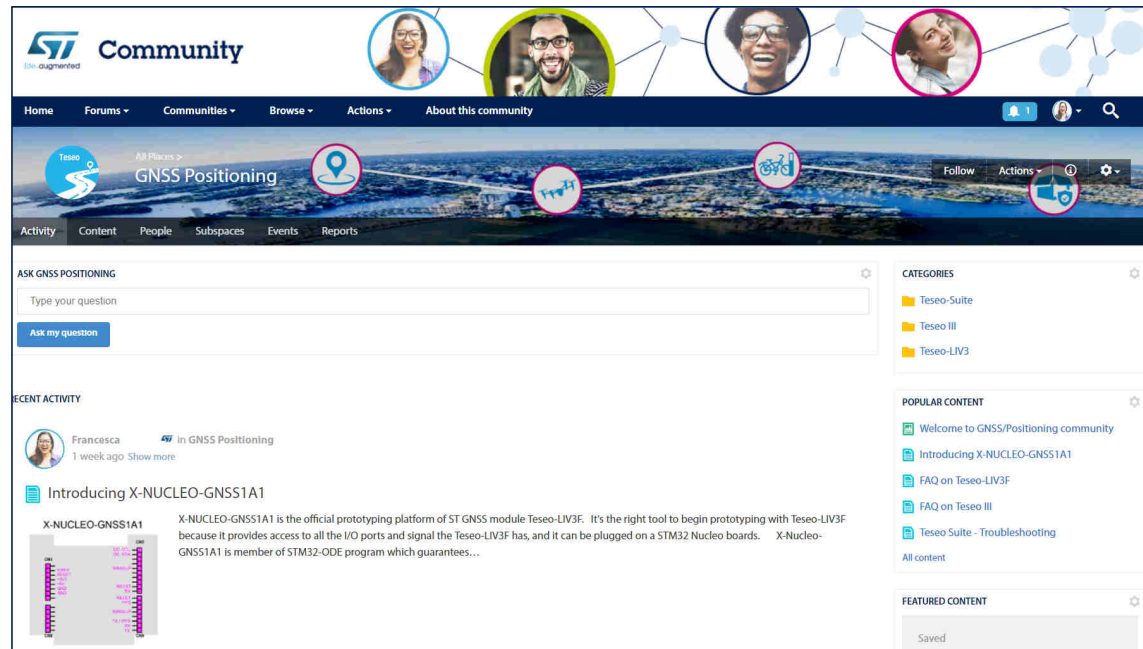 ST
life.augmented
Community
Home Forums Communities Browse Actions About this community 1
Teseo
All Places >
GNSS Positioning
Follow Actions
Activity Content People Subspaces Events Reports
ASK GNSS POSITIONING
Type your question
Ask my question
ECENT ACTIVITY
Francesca ST in GNSS Positioning
1 week ago Show more
Introducing X-NUCLEO-GNSS1A1
X-NUCLEO-GNSS1A1
X-NUCLEO-GNSS1A1 is the official prototyping platform of ST GNSS module Teseo-LIV3F. It's the right tool to begin prototyping with Teseo-LIV3F
because it provides access to all the I/O ports and signal the Teseo-LIV3F has, and it can be plugged on a STM32 Nucleo boards. X-Nucleo-
GNSS1A1 is member of STM32-ODE program which guarantees…
CATEGORIES
Teseo-Suite
Teseo III
Teseo-LIV3
POPULAR CONTENT
Welcome to GNSS/Positioning community
Introducing X-NUCLEO-GNSS1A1
FAQ on Teseo-LIV3F
FAQ on Teseo III
Teseo Suite - Troubleshooting
All content
FEATURED CONTENT
Saved